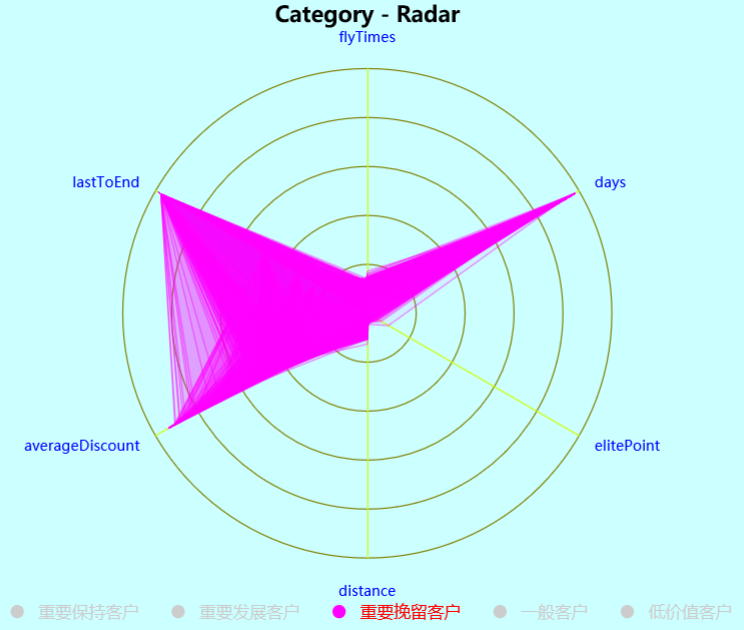 Category - Radar
flyTimes
lastToEnd
days
averageDiscount
elitePoint
distance
重要保持客户 重要发展客户 重要挽留客户 一般客户 低价值客户